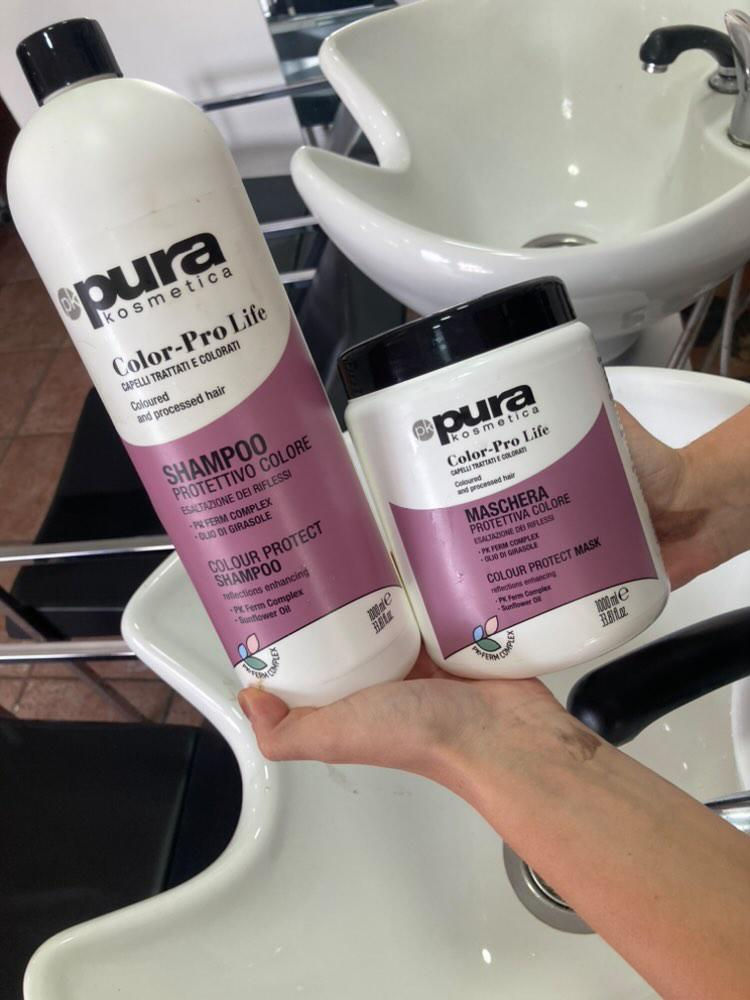 pk pura
kosmetica
Color-Pro Life
CAPELLI TRATTATI E COLORATI
Coloured
and processed hair
SHAMPOO
PROTETTIVO COLORE
ESALTAZIONE DEI RIFLESSI
• PK FERM COMPLEX
• OLIO DI GIRASOLE
COLOUR PROTECT
SHAMPOO
reflections enhancing
• PK Ferm Complex
• Sunflower Oil
1000 ml e
33.81 fl.oz.
PK-FERM COMPLEX
pk pura
kosmetica
Color-Pro Life
CAPELLI TRATTATI E COLORATI
Coloured
and processed hair
MASCHERA
PROTETTIVA COLORE
ESALTAZIONE DEI RIFLESSI
• PK FERM COMPLEX
• OLIO DI GIRASOLE
COLOUR PROTECT MASK
reflections enhancing
• PK Ferm Complex
• Sunflower Oil
1000 ml e
33.81 fl.oz.
PK-FERM COMPLEX